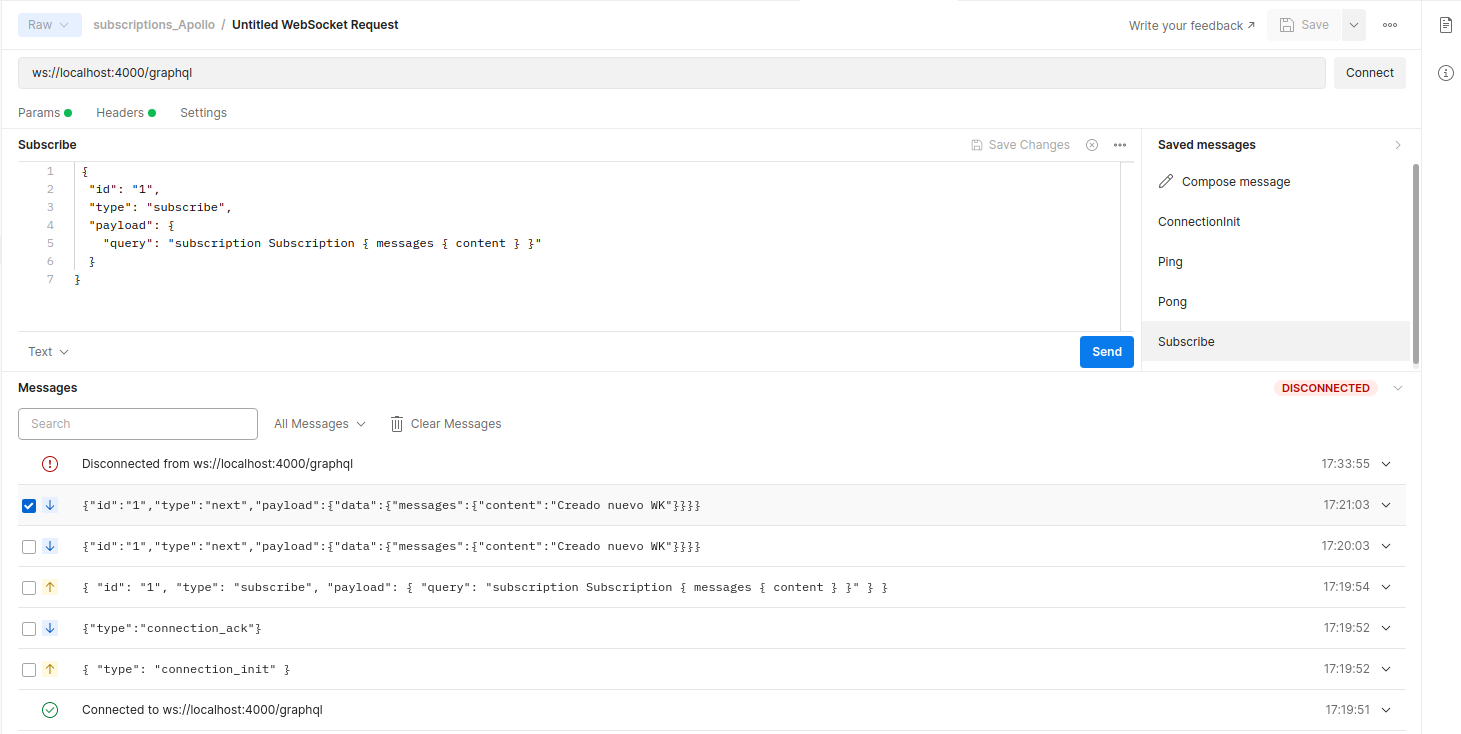 Raw subscriptions_Apollo / Untitled WebSocket Request Write your feedback ↗ Save
ws://localhost:4000/graphql Connect
Params Headers Settings
Subscribe Save Changes Saved messages
1 {
2 "id": "1",
3 "type": "subscribe",
4 "payload": {
5 "query": "subscription Subscription { messages { content } }"
6 }
7 }
Compose message
ConnectionInit
Ping
Pong
Subscribe
Text Send
Messages DISCONNECTED
Search All Messages Clear Messages
Disconnected from ws://localhost:4000/graphql 17:33:55
{"id":"1","type":"next","payload":{"data":{"messages":{"content":"Creado nuevo WK"}}}} 17:21:03
{"id":"1","type":"next","payload":{"data":{"messages":{"content":"Creado nuevo WK"}}}} 17:20:03
{ "id": "1", "type": "subscribe", "payload": { "query": "subscription Subscription { messages { content } }" } } 17:19:54
{"type":"connection_ack"} 17:19:52
{ "type": "connection_init" } 17:19:52
Connected to ws://localhost:4000/graphql 17:19:51